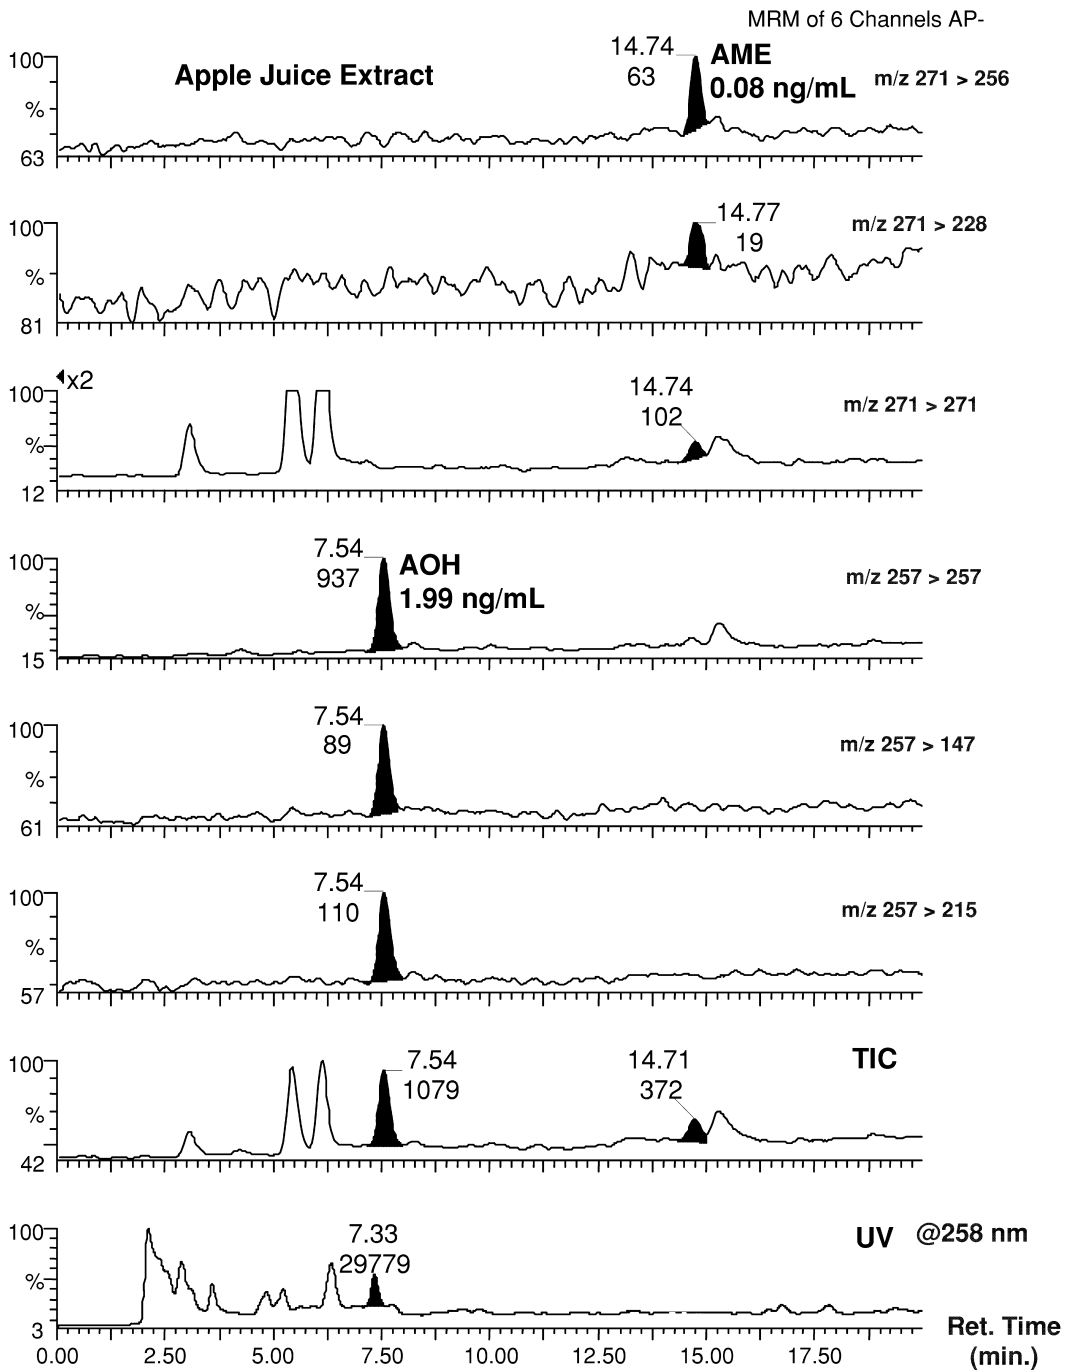 MRM of 6 Channels AP-
100
%
63
Apple Juice Extract
14.74
63
AME
0.08 ng/mL
m/z 271 > 256
100
%
81
14.77
19
m/z 271 > 228
x2
100
%
12
14.74
102
m/z 271 > 271
100
%
15
7.54
937
AOH
1.99 ng/mL
m/z 257 > 257
100
%
61
7.54
89
m/z 257 > 147
100
%
57
7.54
110
m/z 257 > 215
100
%
42
7.54
1079
14.71
372
TIC
100
%
3
7.33
29779
UV @258 nm
0.00 2.50 5.00 7.50 10.00 12.50 15.00 17.50
Ret. Time
(min.)